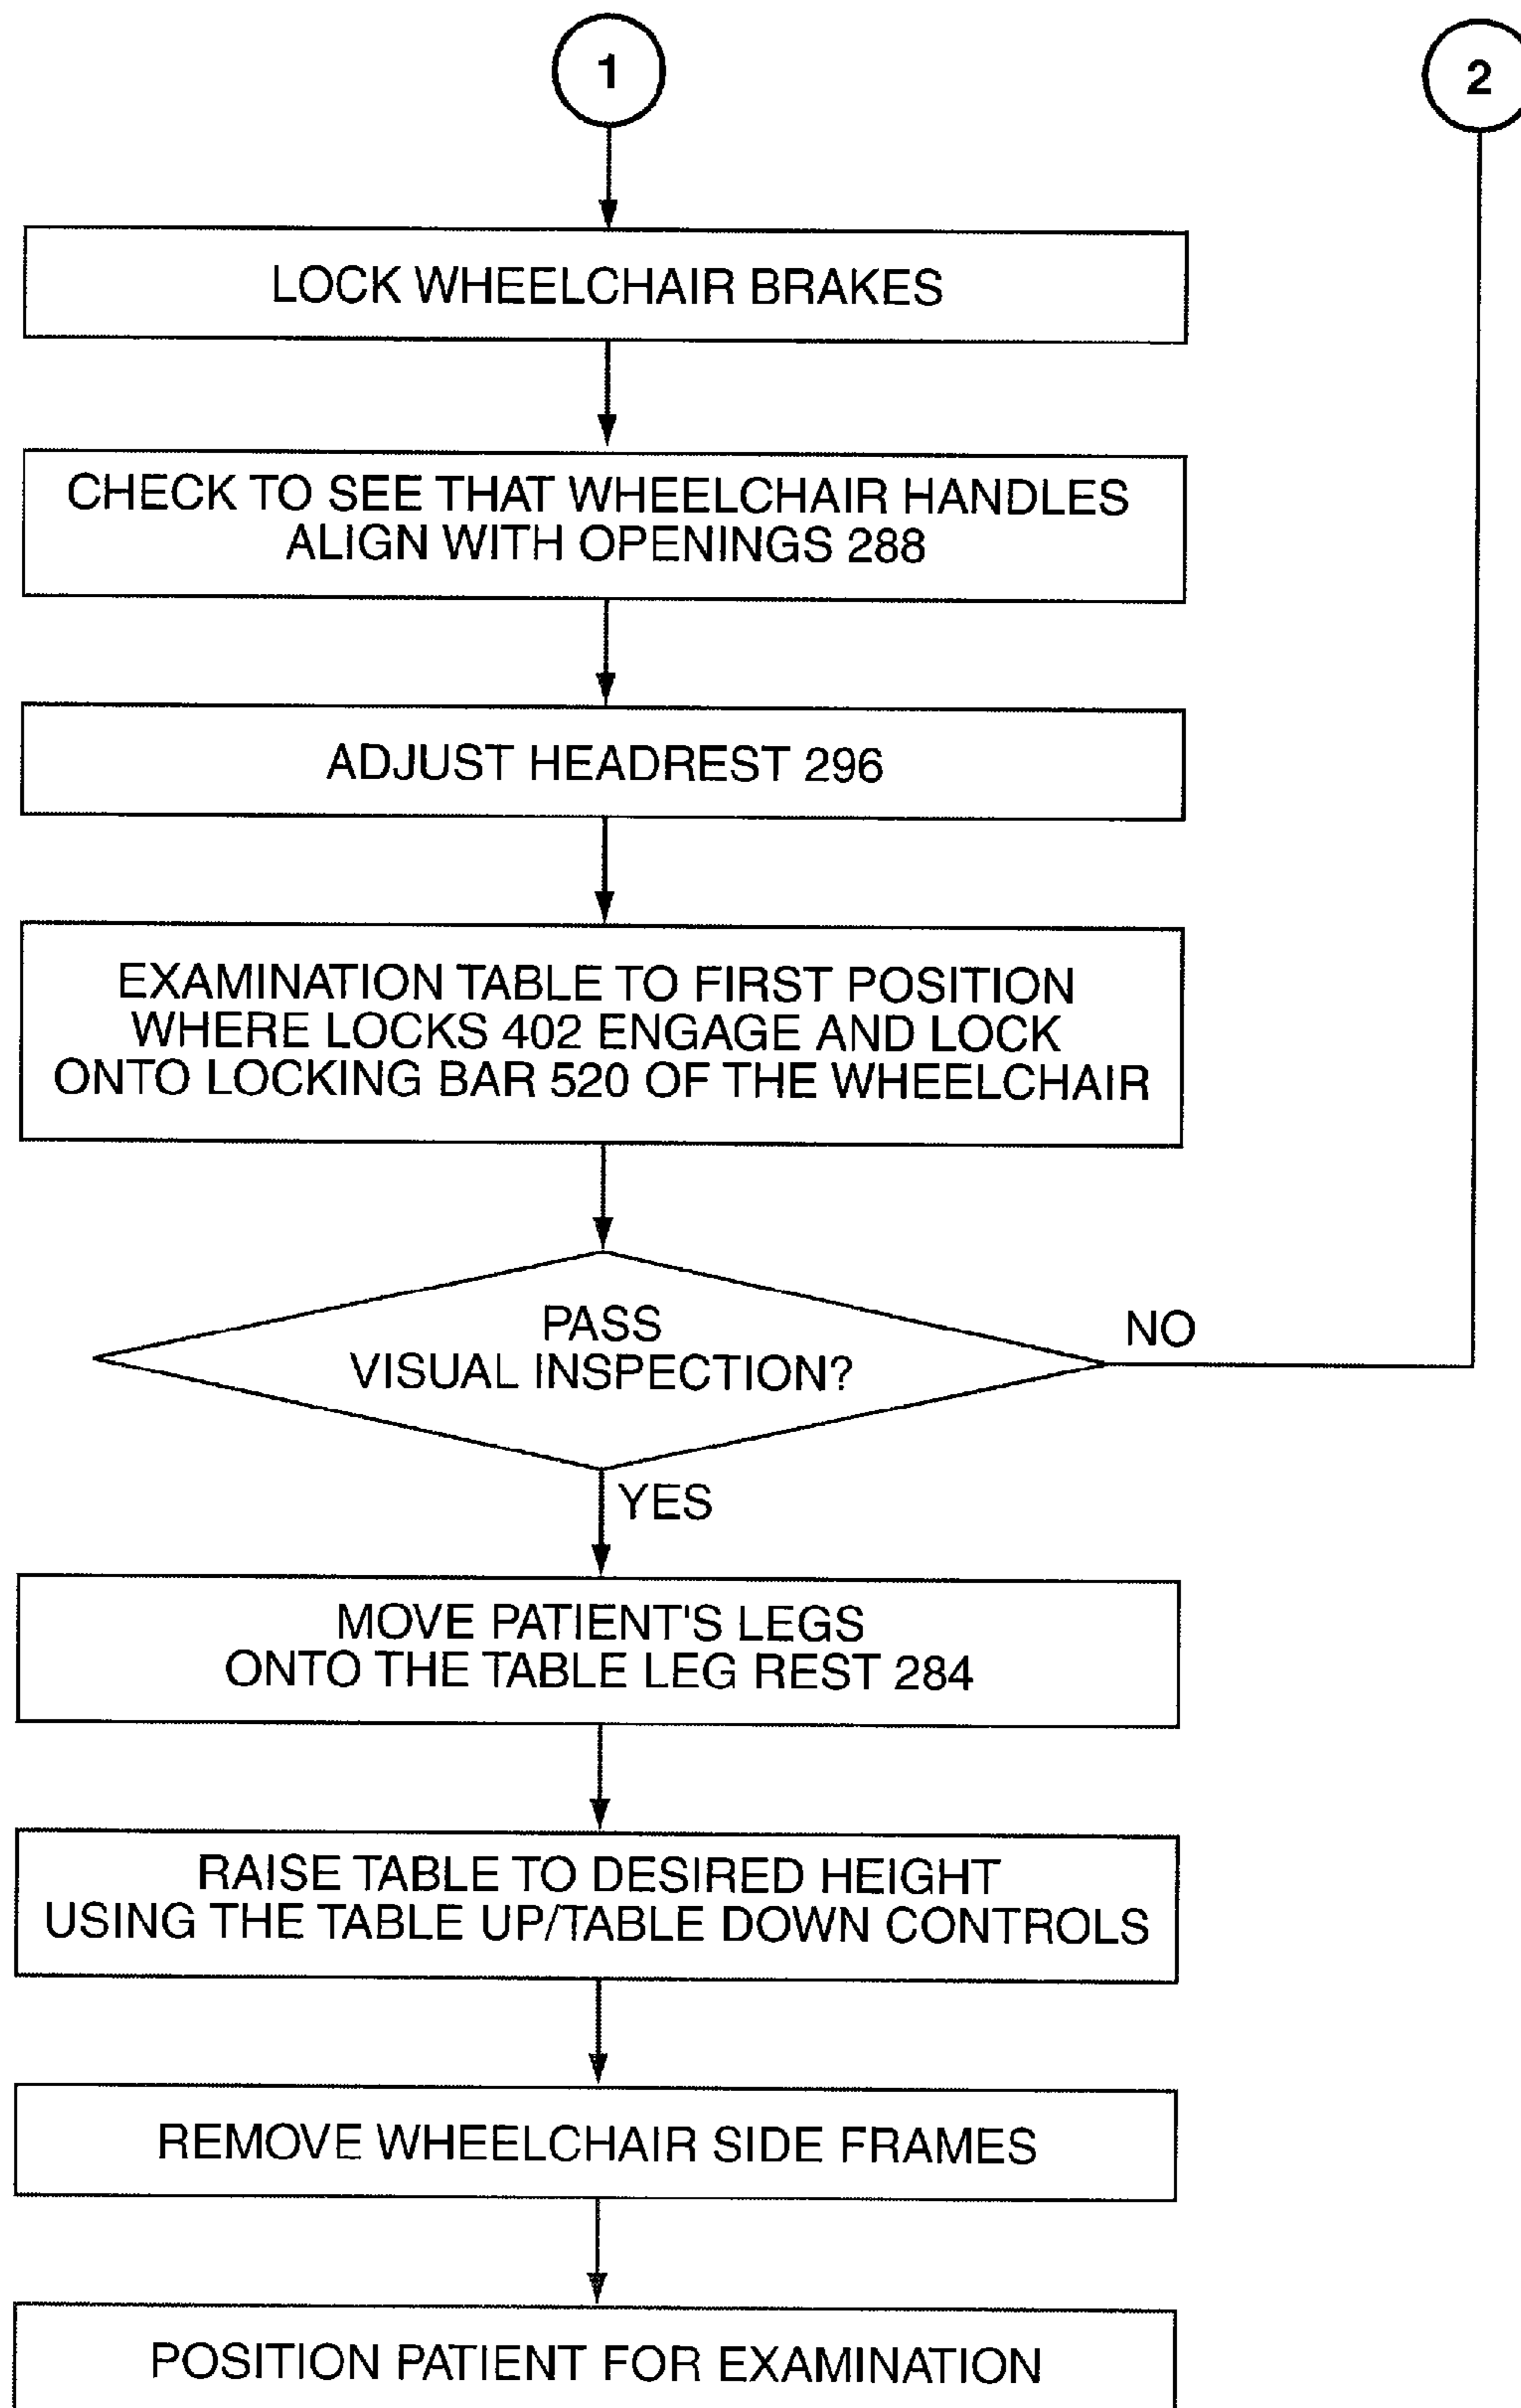 1
2
LOCK WHEELCHAIR BRAKES
CHECK TO SEE THAT WHEELCHAIR HANDLES
ALIGN WITH OPENINGS 288
ADJUST HEADREST 296
EXAMINATION TABLE TO FIRST POSITION
WHERE LOCKS 402 ENGAGE AND LOCK
ONTO LOCKING BAR 520 OF THE WHEELCHAIR
PASS
VISUAL INSPECTION?
NO
YES
MOVE PATIENT'S LEGS
ONTO THE TABLE LEG REST 284
RAISE TABLE TO DESIRED HEIGHT
USING THE TABLE UP/TABLE DOWN CONTROLS
REMOVE WHEELCHAIR SIDE FRAMES
POSITION PATIENT FOR EXAMINATION